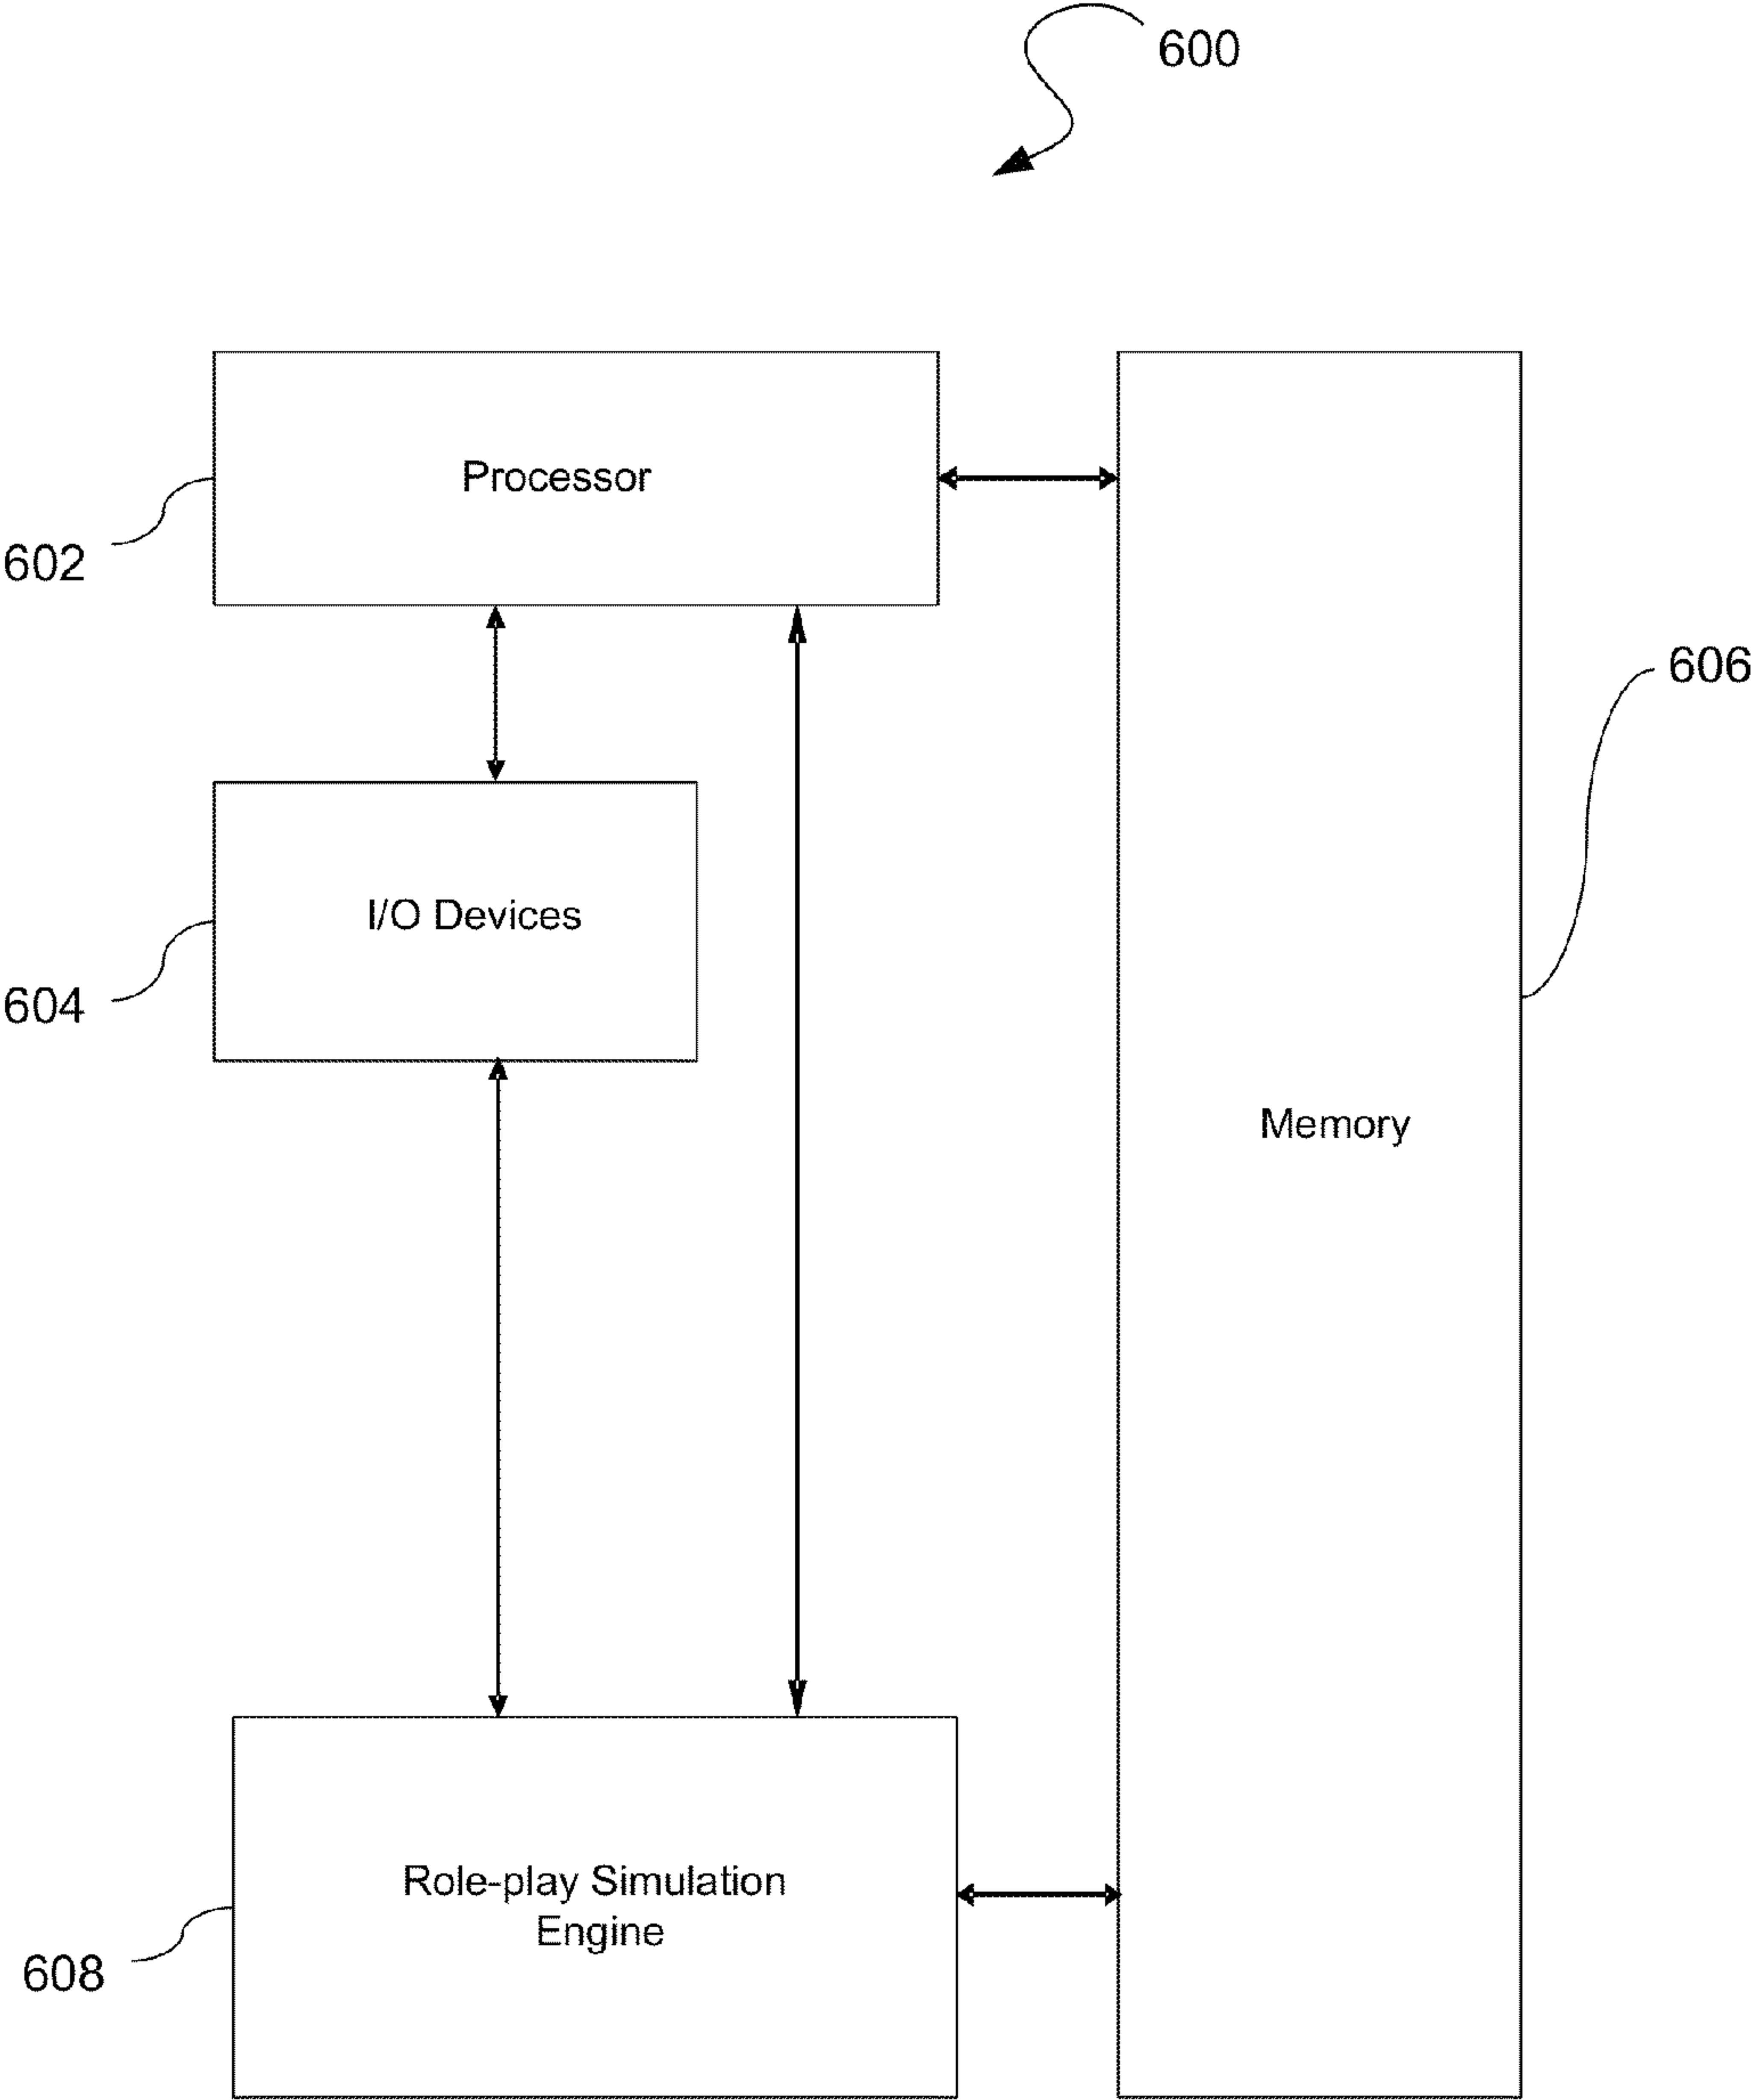 600
Processor
602
606
I/O Devices
604
Memory
Role-play Simulation
Engine
608